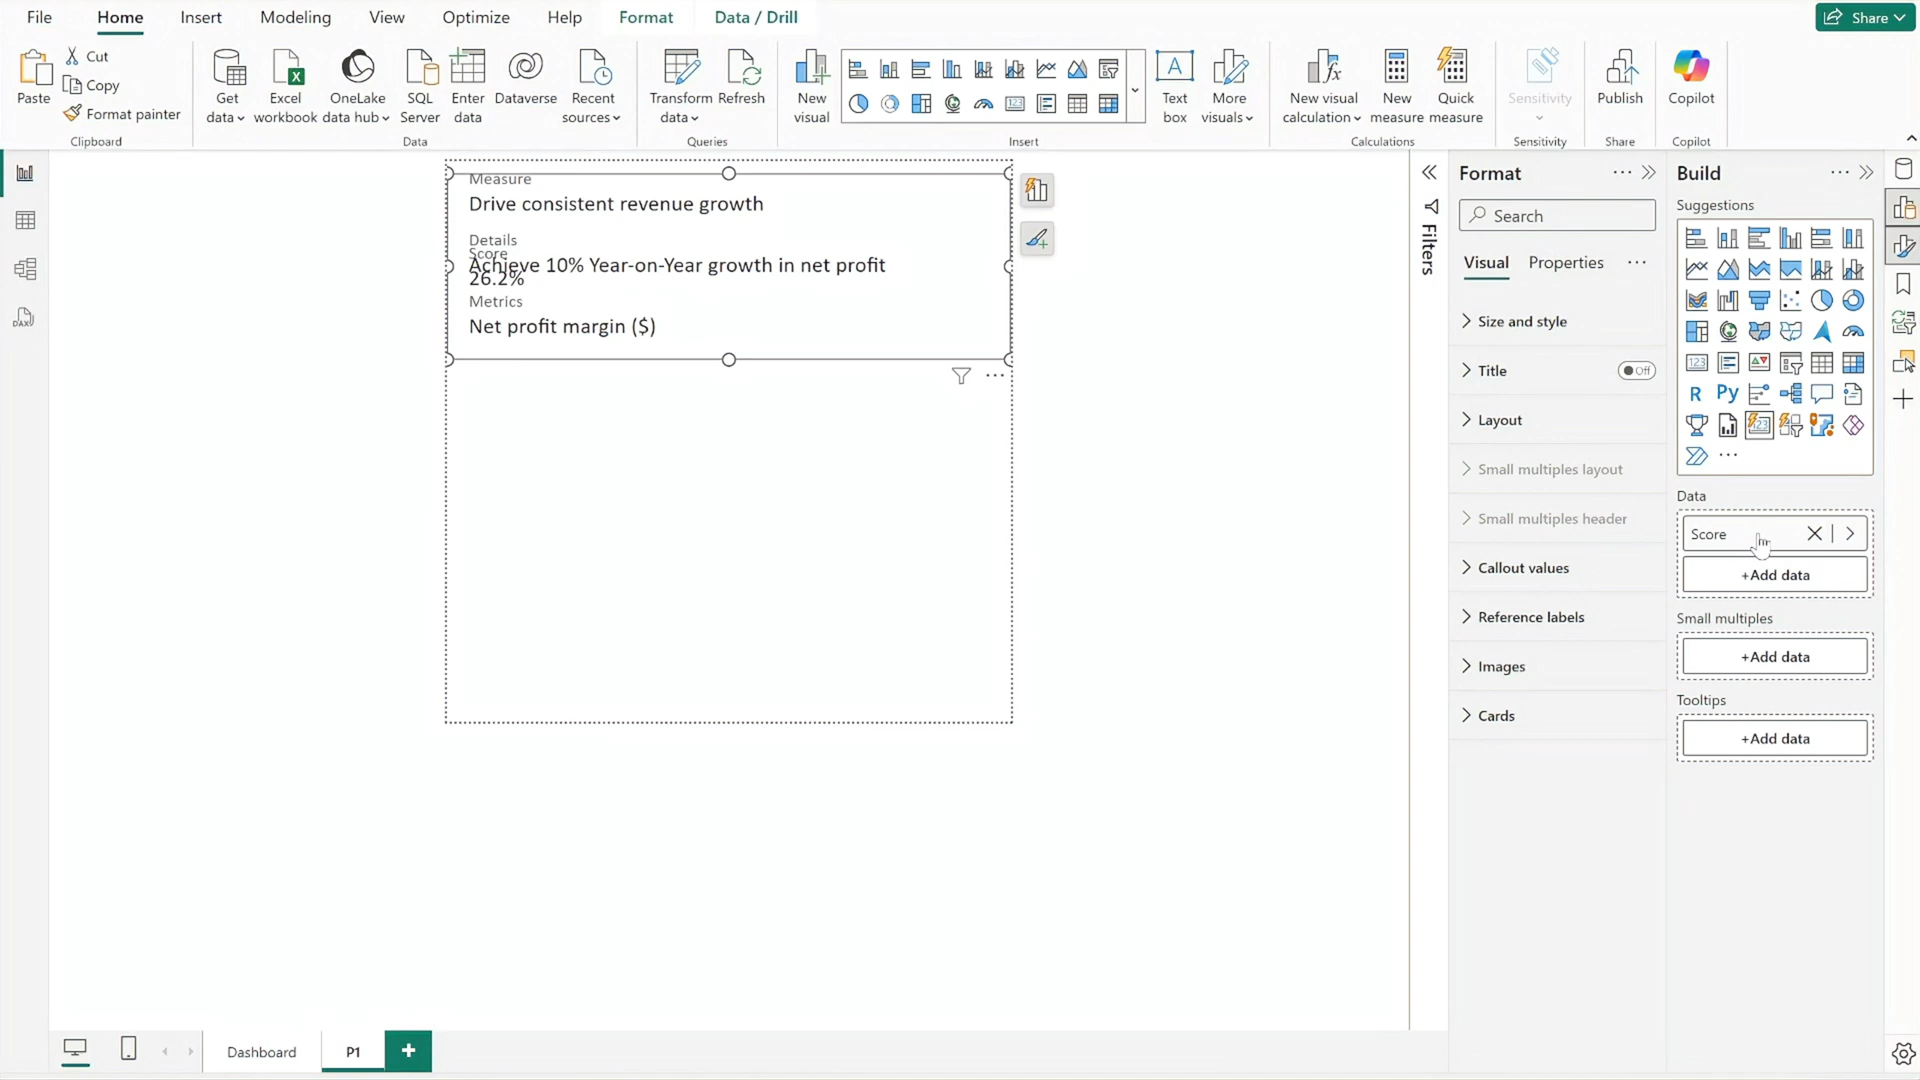 File Home Insert Modeling View Optimize Help Format Data / Drill Share
Paste
Cut
Copy
Format painter
Clipboard
Get data
Excel workbook
OneLake data hub
SQL Server
Enter data
Dataverse
Recent sources
Data
Transform data
Refresh
Queries
New visual
Text box
More visuals
Insert
New visual calculation
New measure
Quick measure
Calculations
Sensitivity
Sensitivity
Publish
Share
Copilot
Copilot
Measure
Drive consistent revenue growth
Details
Score
Achieve 10% Year-on-Year growth in net profit
26.2%
Metrics
Net profit margin ($)
Filters
Format
Search
Visual Properties
Size and style
Title Off
Layout
Small multiples layout
Small multiples header
Callout values
Reference labels
Images
Cards
Build
Suggestions
123
R Py
123
Data
Score
+Add data
Small multiples
+Add data
Tooltips
+Add data
DAX
Dashboard P1 +